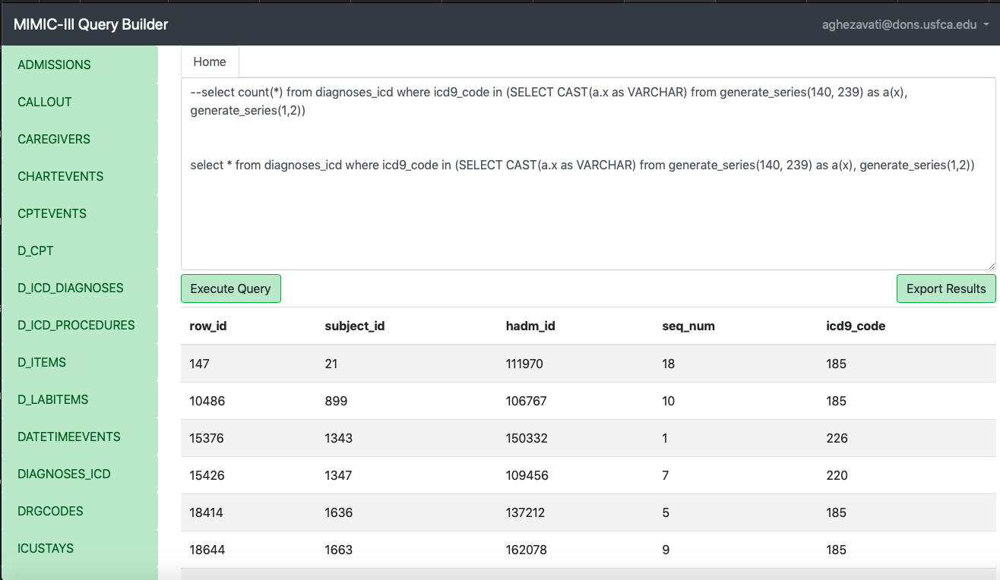 MIMIC-III Query Builder
aghezavati@dons.usfca.edu
ADMISSIONS
CALLOUT
CAREGIVERS
CHARTEVENTS
CPTEVENTS
D_CPT
D_ICD_DIAGNOSES
D_ICD_PROCEDURES
D_ITEMS
D_LABITEMS
DATETIMEEVENTS
DIAGNOSES_ICD
DRGCODES
ICUSTAYS
Home
--select count(*) from diagnoses_icd where icd9_code in (SELECT CAST(a.x as VARCHAR) from generate_series(140, 239) as a(x),
generate_series(1,2))
select * from diagnoses_icd where icd9_code in (SELECT CAST(a.x as VARCHAR) from generate_series(140, 239) as a(x), generate_series(1,2))
Execute Query
Export Results
row_id subject_id hadm_id seq_num icd9_code
147 21 111970 18 185
10486 899 106767 10 185
15376 1343 150332 1 226
15426 1347 109456 7 220
18414 1636 137212 5 185
18644 1663 162078 9 185